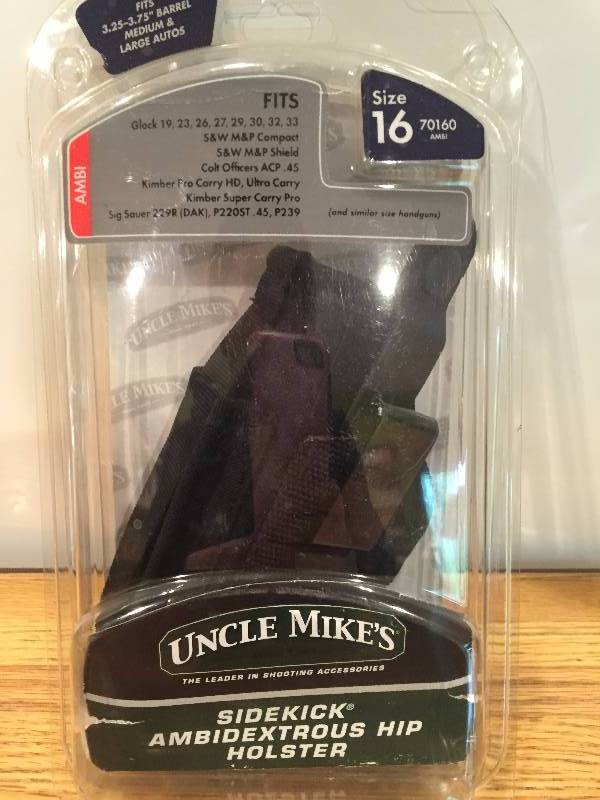 FITS
3.25-3.75" BARREL
MEDIUM &
LARGE AUTOS
FITS
Glock 19, 23, 26, 27, 29, 30, 32, 33
S&W M&P Compact
S&W M&P Shield
Colt Officers ACP .45
Kimber Pro Carry HD, Ultra Carry
Kimber Super Carry Pro
Sig Sauer 229R (DAK), P220ST .45, P239
(and similar size handguns)
Size
16 70160
AMBI
AMBI
UNCLE MIKE'S
LE MIKE'S
UNCLE MIKE'S
THE LEADER IN SHOOTING ACCESSORIES
SIDEKICK®
AMBIDEXTROUS HIP
HOLSTER